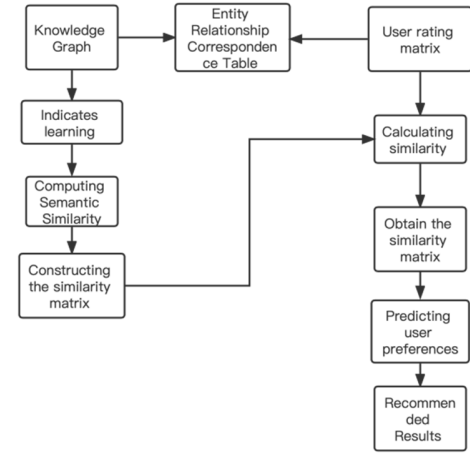 Knowledge
Graph
Entity
Relationship
Corresponden
ce Table
User rating
matrix
Indicates
learning
Calculating
similarity
Computing
Semantic
Similarity
Obtain the
similarity
matrix
Constructing
the similarity
matrix
Predicting
user
preferences
Recommen
ded
Results